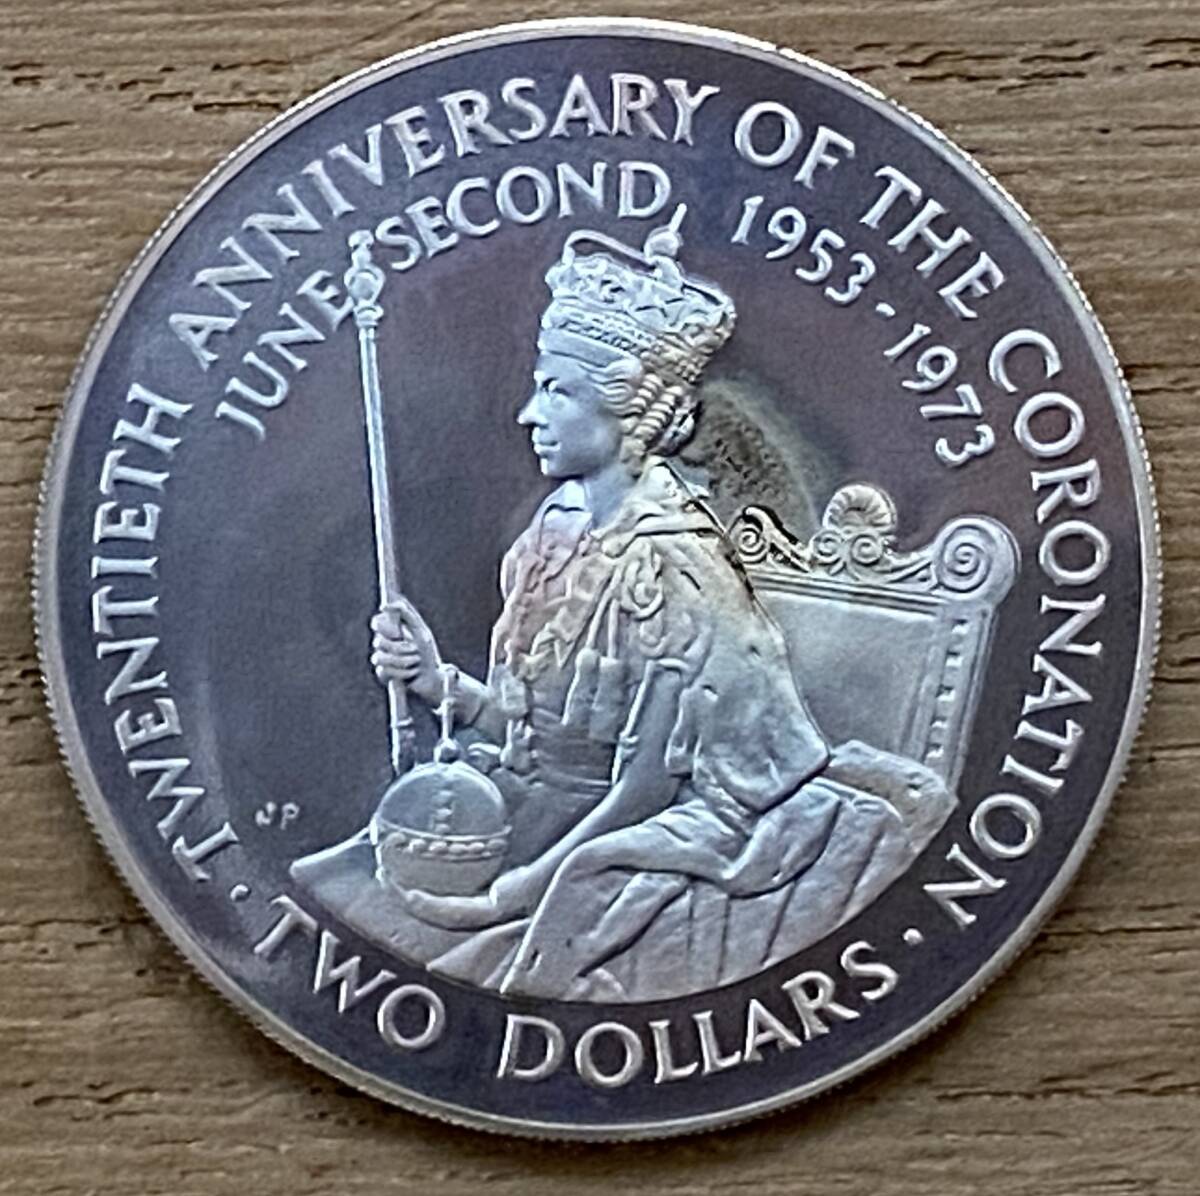 TWENTIETH ANNIVERSARY OF THE CORONATION
JUNE SECOND, 1953 - 1973
JP
· TWO DOLLARS ·